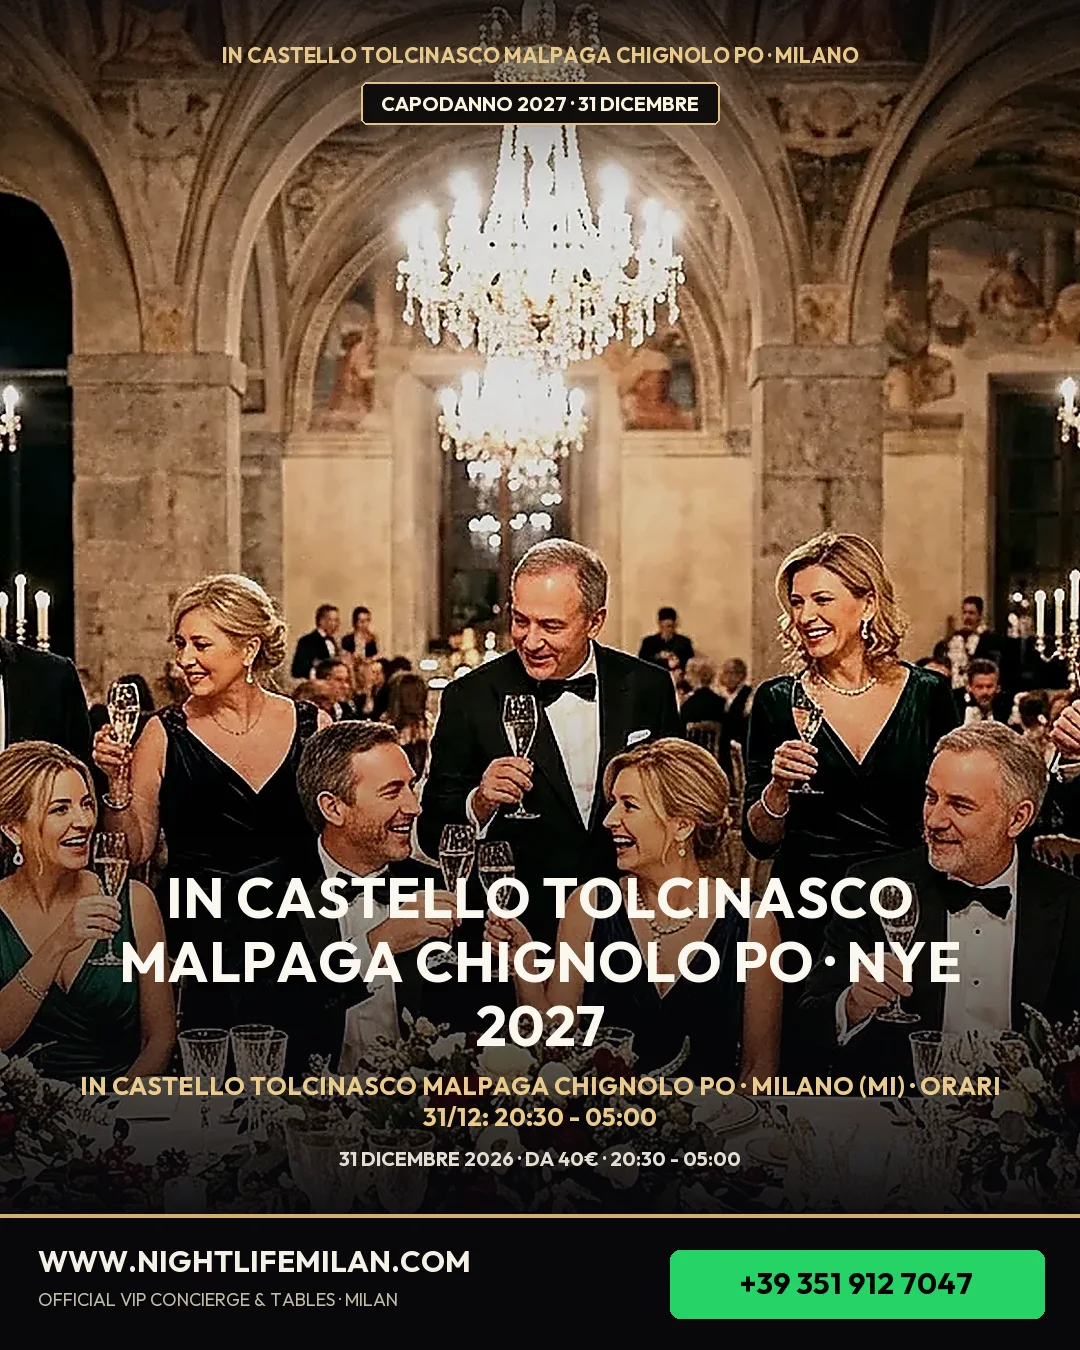 IN CASTELLO TOLCINASCO MALPAGA CHIGNOLO PO · MILANO
CAPODANNO 2027 · 31 DICEMBRE
IN CASTELLO TOLCINASCO
MALPAGA CHIGNOLO PO · NYE
2027
IN CASTELLO TOLCINASCO MALPAGA CHIGNOLO PO · MILANO (MI) · ORARI
31/12: 20:30 - 05:00
31 DICEMBRE 2026 · DA 40€ · 20:30 - 05:00
WWW.NIGHTLIFEMILAN.COM
OFFICIAL VIP CONCIERGE & TABLES · MILAN
+39 351 912 7047